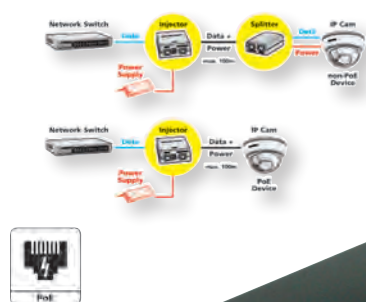 Network Switch
Injector
Splitter
IP Cam
Data
Data +
Power
max. 100m
Data
Power
Power
Supply
non-PoE
Device
Network Switch
Injector
IP Cam
Data
Data +
Power
max. 100m
Power
Supply
PoE
Device
PoE